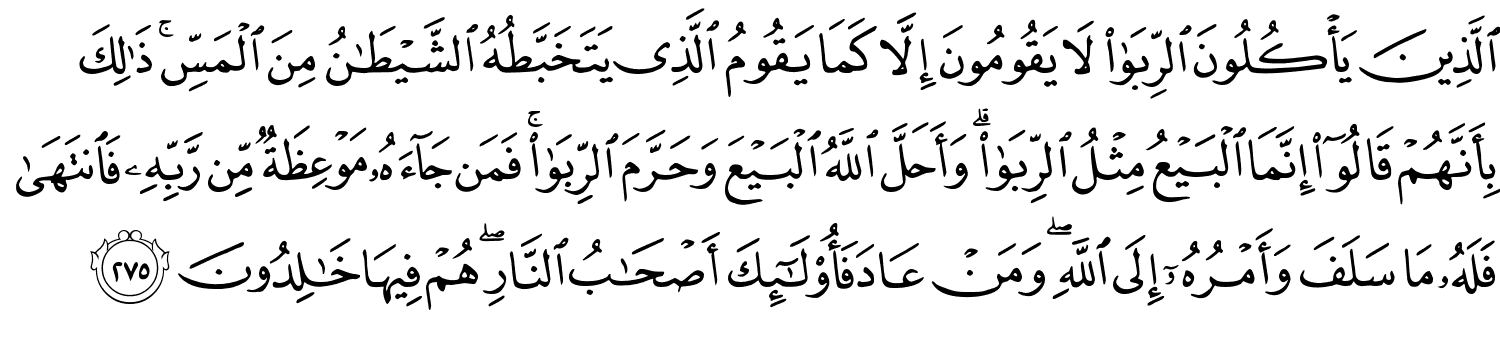 ٱلَّذِينَ يَأْكُلُونَ ٱلرِّبَوٰا۟ لَا يَقُومُونَ إِلَّا كَمَا يَقُومُ ٱلَّذِى يَتَخَبَّطُهُ ٱلشَّيْطَـٰنُ مِنَ ٱلْمَسِّ ۚ ذَٰلِكَ
بِأَنَّهُمْ قَالُوٓا۟ إِنَّمَا ٱلْبَيْعُ مِثْلُ ٱلرِّبَوٰا۟ ۗ وَأَحَلَّ ٱللَّهُ ٱلْبَيْعَ وَحَرَّمَ ٱلرِّبَوٰا۟ ۚ فَمَن جَآءَهُۥ مَوْعِظَةٌ مِّن رَّبِّهِۦ فَٱنتَهَىٰ
فَلَهُۥ مَا سَلَفَ وَأَمْرُهُۥٓ إِلَى ٱللَّهِ ۖ وَمَنْ عَادَ فَأُو۟لَـٰٓئِكَ أَصْحَـٰبُ ٱلنَّارِ ۖ هُمْ فِيهَا خَـٰلِدُونَ ٢٧٥